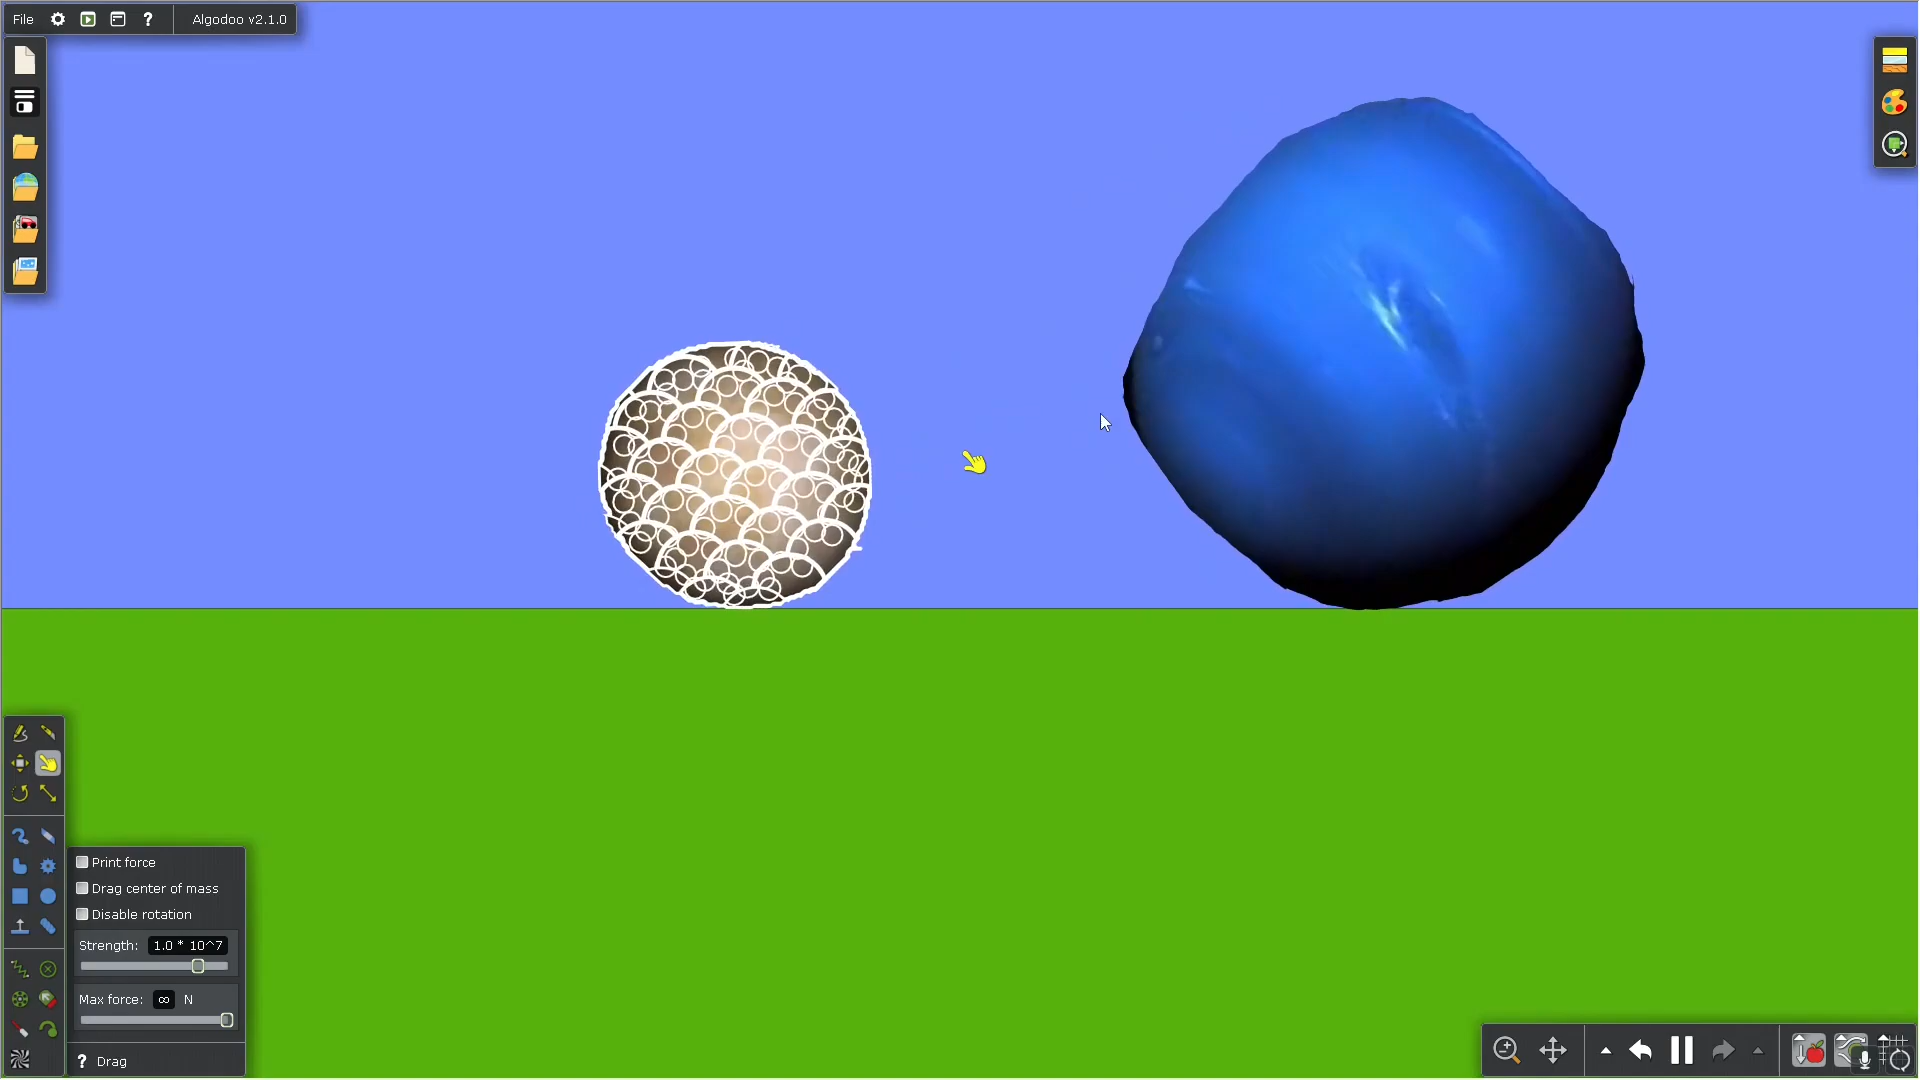 File ? Algodoo v2.1.0
Print force
Drag center of mass
Disable rotation
Strength: 1.0 * 10^7
Max force: ∞ N
? Drag